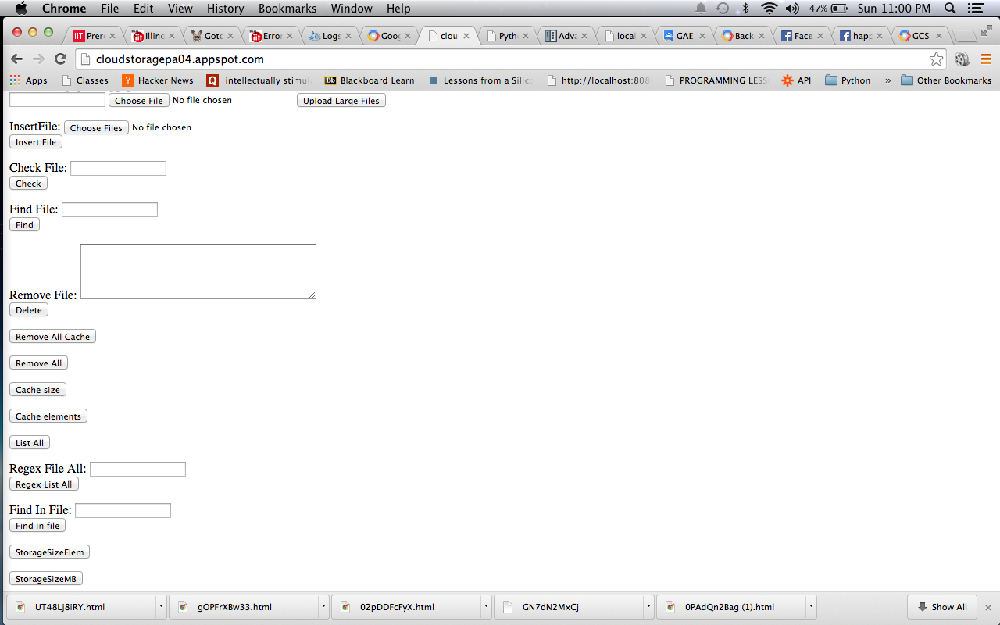 Chrome File Edit View History Bookmarks Window Help 47% Sun 11:00 PM
IIT Prer Illinc Gotc Error Logs Goog clou Pyth Adva local GAE Back Face happ GCS
cloudstoragepa04.appspot.com
Apps Classes Hacker News intellectually stimul Bb Blackboard Learn Lessons from a Silic http://localhost:808 PROGRAMMING LESS API Python » Other Bookmarks
Choose File No file chosen Upload Large Files
InsertFile: Choose Files No file chosen
Insert File
Check File:
Check
Find File:
Find
Remove File:
Delete
Remove All Cache
Remove All
Cache size
Cache elements
List All
Regex File All:
Regex List All
Find In File:
Find in file
StorageSizeElem
StorageSizeMB
UT48Lj8iRY.html gOPFrXBw33.html 02pDDFcFyX.html GN7dN2MxCj 0PAdQn2Bag (1).html Show All